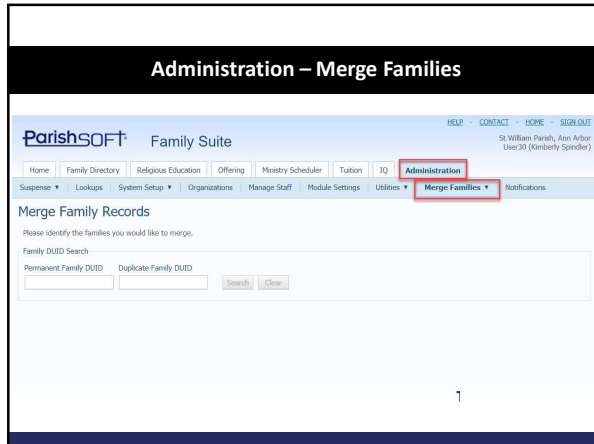 Administration – Merge Families
HELP - CONTACT - HOME - SIGN OUT
ParishSOFT Family Suite
St William Parish, Ann Arbor
User30 (Kimberly Spindler)
Home Family Directory Religious Education Offering Ministry Scheduler Tuition IQ Administration
Suspense ▼ | Lookups | System Setup ▼ | Organizations | Manage Staff | Module Settings | Utilities ▼ | Merge Families ▼ | Notifications
Merge Family Records
Please identify the families you would like to merge.
Family DUID Search
Permanent Family DUID Duplicate Family DUID
Search Clear